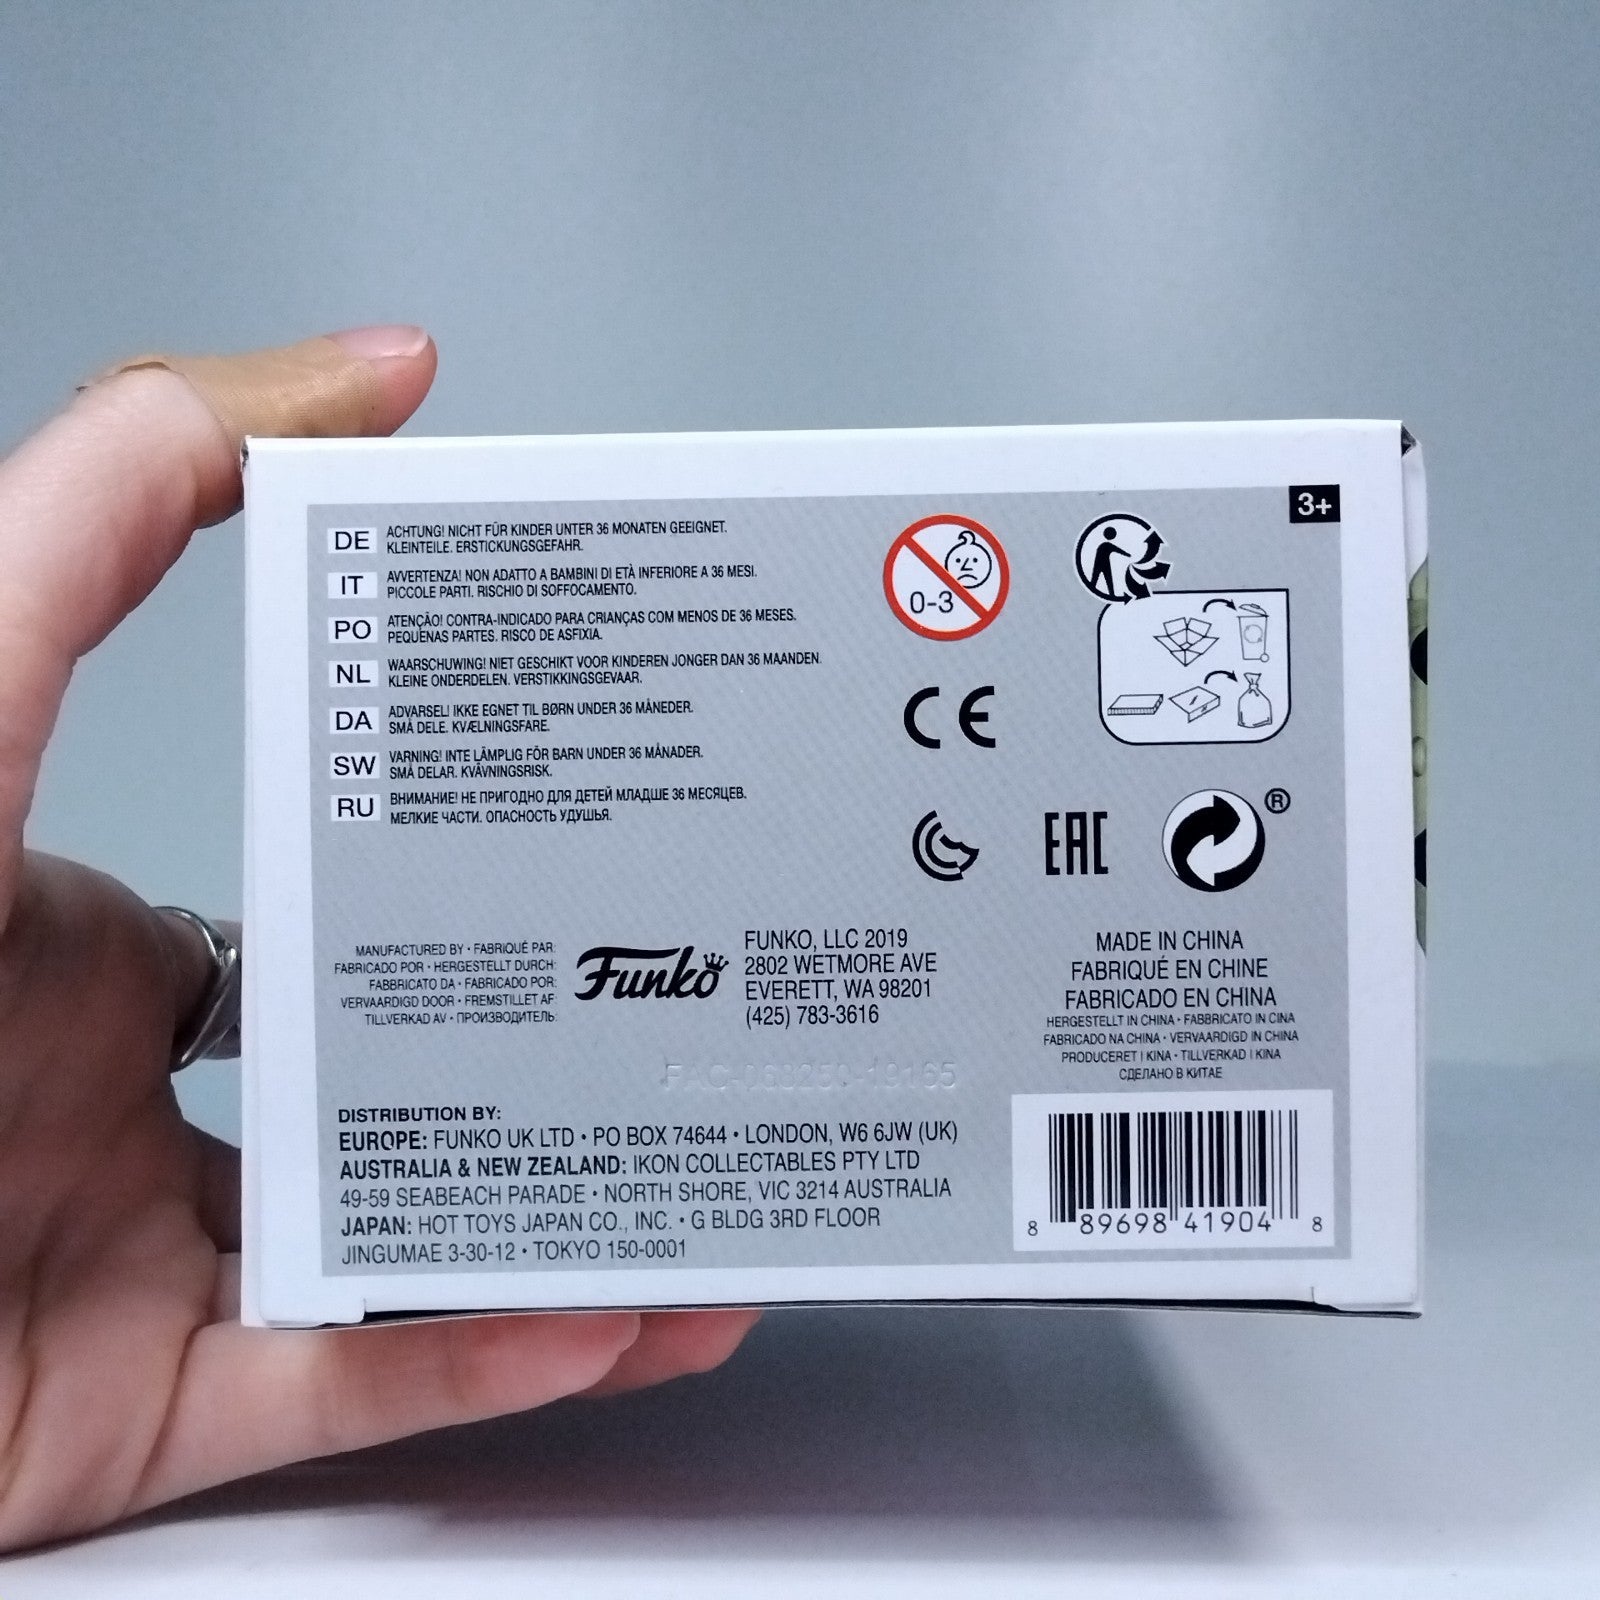 3+
DE
ACHTUNG! NICHT FÜR KINDER UNTER 36 MONATEN GEEIGNET.
KLEINTEILE. ERSTICKUNGSGEFAHR.
IT
AVVERTENZA! NON ADATTO A BAMBINI DI ETÀ INFERIORE A 36 MESI.
PICCOLE PARTI. RISCHIO DI SOFFOCAMENTO.
PO
ATENÇÃO! CONTRA-INDICADO PARA CRIANÇAS COM MENOS DE 36 MESES.
PEQUENAS PARTES. RISCO DE ASFIXIA.
NL
WAARSCHUWING! NIET GESCHIKT VOOR KINDEREN JONGER DAN 36 MAANDEN.
KLEINE ONDERDELEN. VERSTIKKINGSGEVAAR.
DA
ADVARSEL! IKKE EGNET TIL BØRN UNDER 36 MÅNEDER.
SMÅ DELE. KVÆLNINGSFARE.
SW
VARNING! INTE LÄMPLIG FÖR BARN UNDER 36 MÅNADER.
SMÅ DELAR. KVÄVNINGSRISK.
RU
ВНИМАНИЕ! НЕ ПРИГОДНО ДЛЯ ДЕТЕЙ МЛАДШЕ 36 МЕСЯЦЕВ.
МЕЛКИЕ ЧАСТИ. ОПАСНОСТЬ УДУШЬЯ.
0-3
CE
EAC
®
MANUFACTURED BY • FABRIQUÉ PAR:
FABRICADO POR • HERGESTELLT DURCH:
FABBRICATO DA • FABRICADO POR:
VERVAARDIGD DOOR • FREMSTILLET AF:
TILLVERKAD AV • ПРОИЗВОДИТЕЛЬ:
Funko
FUNKO, LLC 2019
2802 WETMORE AVE
EVERETT, WA 98201
(425) 783-3616
MADE IN CHINA
FABRIQUÉ EN CHINE
FABRICADO EN CHINA
HERGESTELLT IN CHINA • FABBRICATO IN CINA
FABRICADO NA CHINA • VERVAARDIGD IN CHINA
PRODUCERET I KINA • TILLVERKAD I KINA
СДЕЛАНО В КИТАЕ
FAC-068250-19165
DISTRIBUTION BY:
EUROPE: FUNKO UK LTD • PO BOX 74644 • LONDON, W6 6JW (UK)
AUSTRALIA & NEW ZEALAND: IKON COLLECTABLES PTY LTD
49-59 SEABEACH PARADE • NORTH SHORE, VIC 3214 AUSTRALIA
JAPAN: HOT TOYS JAPAN CO., INC. • G BLDG 3RD FLOOR
JINGUMAE 3-30-12 • TOKYO 150-0001
8 89698 41904 8